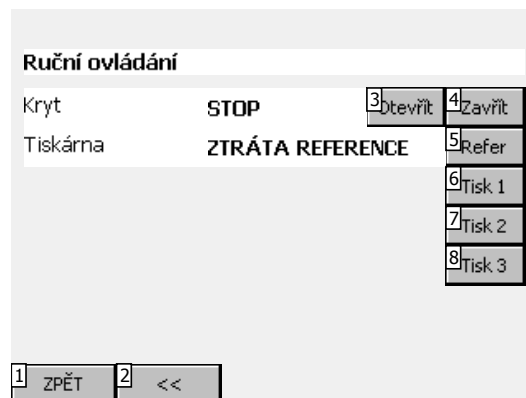 Ruční ovládání
Kryt STOP 3 Otevřít 4 Zavřít
Tiskárna ZTRÁTA REFERENCE 5 Refer
6 Tisk 1
7 Tisk 2
8 Tisk 3
1 ZPĚT 2 <<